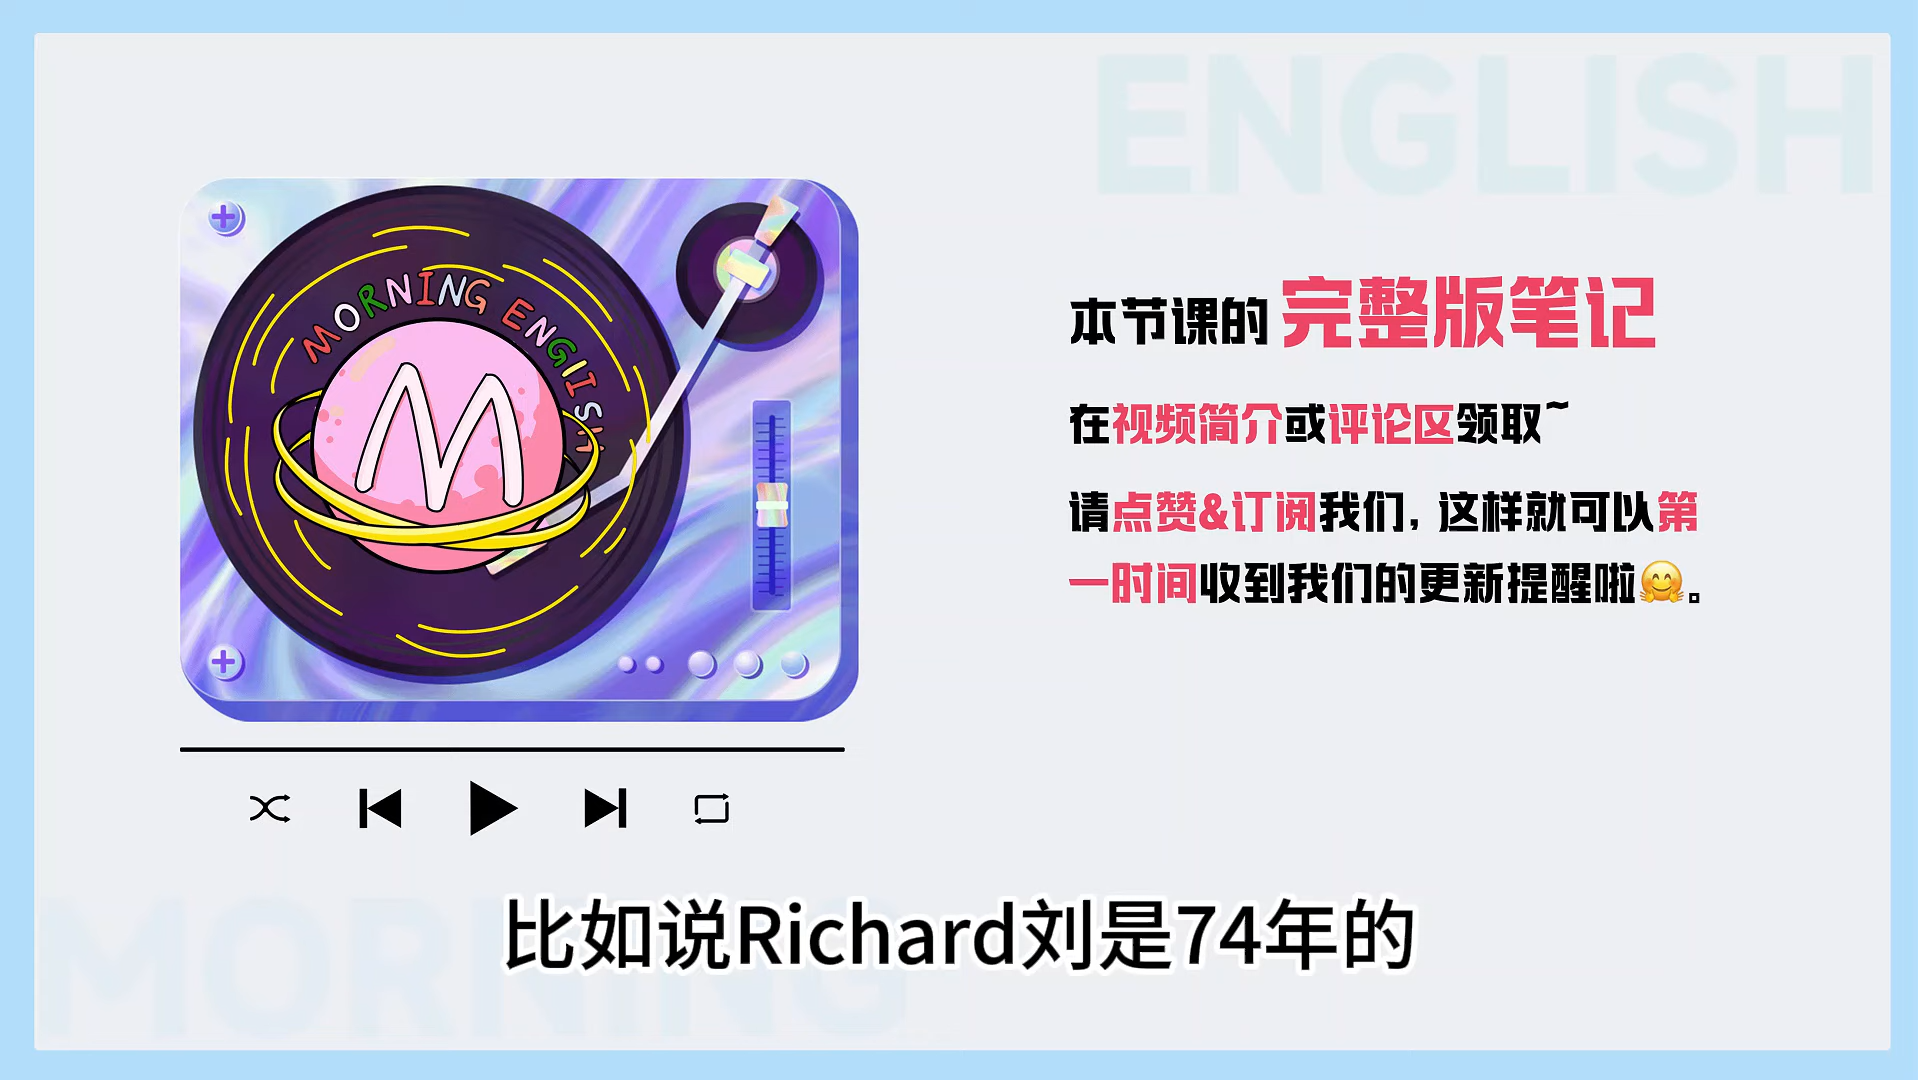 ENGLISH
MORNING ENGLISH
M
本节课的完整版笔记
在视频简介或评论区领取~
请点赞&订阅我们，这样就可以第
一时间收到我们的更新提醒啦🤗。
MORNING
比如说Richard刘是74年的